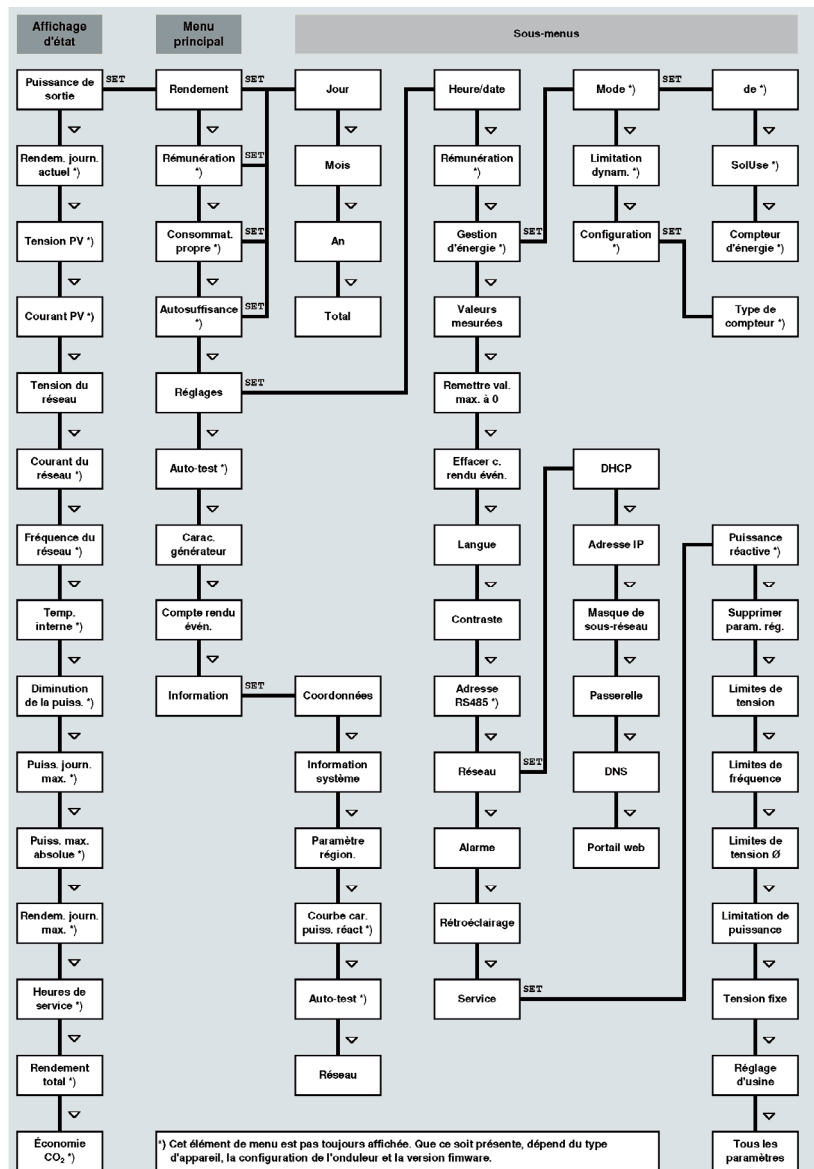 Affichage
d'état
Menu
principal
Sous-menus
Puissance de
sortie
SET
Rendem. journ.
actuel *)
Tension PV *)
Courant PV *)
Tension du
réseau
Courant du
réseau *)
Fréquence du
réseau *)
Temp.
interne *)
Diminution
de la puiss. *)
Puiss. journ.
max. *)
Puiss. max.
absolue *)
Rendem. journ.
max. *)
Heures de
service *)
Rendement
total *)
Économie
CO₂ *)
Rendement
SET
Rémunération
*)
SET
Consommat.
propre *)
SET
Autosuffisance
*)
SET
Réglages
SET
Auto-test *)
Carac.
générateur
Compte rendu
évén.
Information
SET
Jour
Mois
An
Total
Coordonnées
Information
système
Paramètre
région.
Courbe car.
puiss. réact *)
Auto-test *)
Réseau
Heure/date
Rémunération
*)
Gestion
d'énergie *)
SET
Valeurs
mesurées
Remettre val.
max. à 0
Effacer c.
rendu évén.
Langue
Contraste
Adresse
RS485 *)
Réseau
SET
Alarme
Rétroéclairage
Service
SET
Mode *)
SET
Limitation
dynam. *)
Configuration
*)
SET
DHCP
Adresse IP
Masque de
sous-réseau
Passerelle
DNS
Portail web
de *)
SolUse *)
Compteur
d'énergie *)
Type de
compteur *)
Puissance
réactive *)
Supprimer
param. rég.
Limites de
tension
Limites de
fréquence
Limites de
tension Ø
Limitation de
puissance
Tension fixe
Réglage
d'usine
Tous les
paramètres
*) Cet élément de menu est pas toujours affichée. Que ce soit présente, dépend du type
d'appareil, la configuration de l'onduleur et la version fimware.